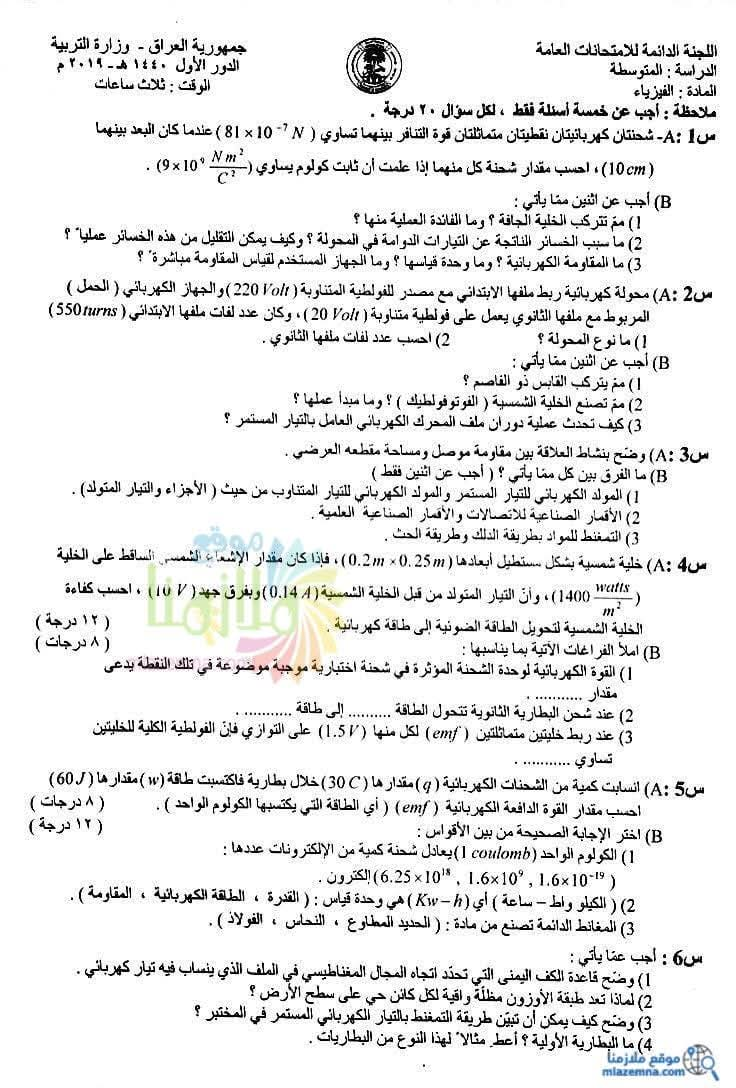 جمهورية العراق - وزارة التربية
الدور الأول ١٤٤٠ هـ - ٢٠١٩ م
الوقت : ثلاث ساعات
اللجنة الدائمة للامتحانات العامة
الدراسة : المتوسطة
المادة : الفيزياء
ملاحظة : أجب عن خمسة أسئلة فقط ، لكل سؤال ٢٠ درجة .
س1 :A- شحنتان كهربائيتان نقطيتان متماثلتان قوة التنافر بينهما تساوي (81×10⁻⁷ N) عندما كان البعد بينهما
(10cm) ، احسب مقدار شحنة كل منهما إذا علمت أن ثابت كولوم يساوي (9×10⁹ Nm²/C²) .
B) أجب عن اثنين ممّا يأتي :
1) ممّ تتركب الخلية الجافة ؟ وما الفائدة العملية منها ؟
2) ما سبب الخسائر الناتجة عن التيارات الدوامة في المحولة ؟ وكيف يمكن التقليل من هذه الخسائر عملياً ؟
3) ما المقاومة الكهربائية ؟ وما وحدة قياسها ؟ وما الجهاز المستخدم لقياس المقاومة مباشرةً ؟
س2 :A) محولة كهربائية ربط ملفها الابتدائي مع مصدر للفولطية المتناوبة (220 Volt) والجهاز الكهربائي ( الحمل )
المربوط مع ملفها الثانوي يعمل على فولطية متناوبة (20 Volt) ، وكان عدد لفات ملفها الابتدائي (550 turns)
1) ما نوع المحولة ؟ 2) احسب عدد لفات ملفها الثانوي .
B) أجب عن اثنين ممّا يأتي :
1) ممّ يتركب القابس ذو الفاصم ؟
2) ممّ تصنع الخلية الشمسية ( الفوتوفولطيك ) ؟ وما مبدأ عملها ؟
3) كيف تحدث عملية دوران ملف المحرك الكهربائي العامل بالتيار المستمر ؟
س3 :A) وضّح بنشاط العلاقة بين مقاومة موصل ومساحة مقطعه العرضي .
B) ما الفرق بين كل ممّا يأتي ؟ ( أجب عن اثنين فقط )
1) المولد الكهربائي للتيار المستمر والمولد الكهربائي للتيار المتناوب من حيث ( الأجزاء والتيار المتولد) .
2) الأقمار الصناعية للاتصالات والأقمار الصناعية العلمية .
3) التمغنط للمواد بطريقة الدلك وطريقة الحث .
س4 :A) خلية شمسية بشكل مستطيل أبعادها (0.2m×0.25m) ، فإذا كان مقدار الإشعاع الشمسي الساقط على الخلية
(1400 watts/m²) ، وأنّ التيار المتولد من قبل الخلية الشمسية (0.14 A) وبفرق جهد (10 V) ، احسب كفاءة
الخلية الشمسية لتحويل الطاقة الضوئية إلى طاقة كهربائية . ( ١٢ درجة )
B) املأ الفراغات الآتية بما يناسبها : ( ٨ درجات )
1) القوة الكهربائية لوحدة الشحنة المؤثرة في شحنة اختبارية موجبة موضوعة في تلك النقطة يدعى
مقدار ...........
2) عند شحن البطارية الثانوية تتحول الطاقة .......... إلى طاقة ...........
3) عند ربط خليتين متماثلتين (emf) لكل منها (1.5 V) على التوازي فإنّ الفولطية الكلية للخليتين
تساوي ...........
س5 :A) انسابت كمية من الشحنات الكهربائية (q) مقدارها (30 C) خلال بطارية فاكتسبت طاقة (w) مقدارها (60 J)
احسب مقدار القوة الدافعة الكهربائية (emf) ( أي الطاقة التي يكتسبها الكولوم الواحد ) . ( ٨ درجات )
B) اختر الإجابة الصحيحة من بين الأقواس : ( ١٢ درجة )
1) الكولوم الواحد (1 coulomb) يعادل شحنة كمية من الإلكترونات عددها :
(6.25×10¹⁸ , 1.6×10⁹ , 1.6×10⁻¹⁹) إلكترون .
2) ( الكيلو واط – ساعة ) أي (Kw – h) هي وحدة قياس : ( القدرة ، الطاقة الكهربائية ، المقاومة ) .
3) المغانط الدائمة تصنع من مادة : ( الحديد المطاوع ، النحاس ، الفولاذ ) .
س6 : أجب عمّا يأتي :
1) وضّح قاعدة الكف اليمنى التي تحدّد اتجاه المجال المغناطيسي في الملف الذي ينساب فيه تيار كهربائي .
2) لماذا تعد طبقة الأوزون مظلّة واقية لكل كائن حي على سطح الأرض ؟
3) وضّح كيف يمكن أن تبيّن طريقة التمغنط بالتيار الكهربائي المستمر في المختبر ؟
4) ما البطارية الأولية ؟ أعطِ مثالاً لهذا النوع من البطاريات .
موقع
ملازمنا
موقع ملازمنا
mlazemna.com